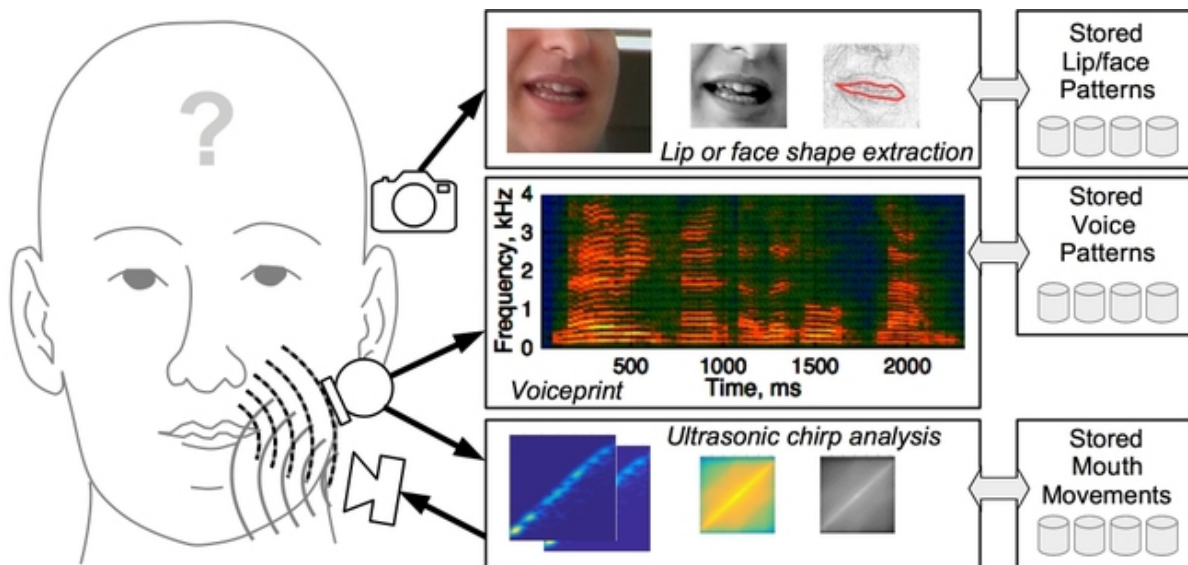 ?
Lip or face shape extraction
Stored
Lip/face
Patterns
Frequency, kHz
4
3
2
1
0
500
1000
1500
2000
Time, ms
Voiceprint
Stored
Voice
Patterns
Ultrasonic chirp analysis
Stored
Mouth
Movements